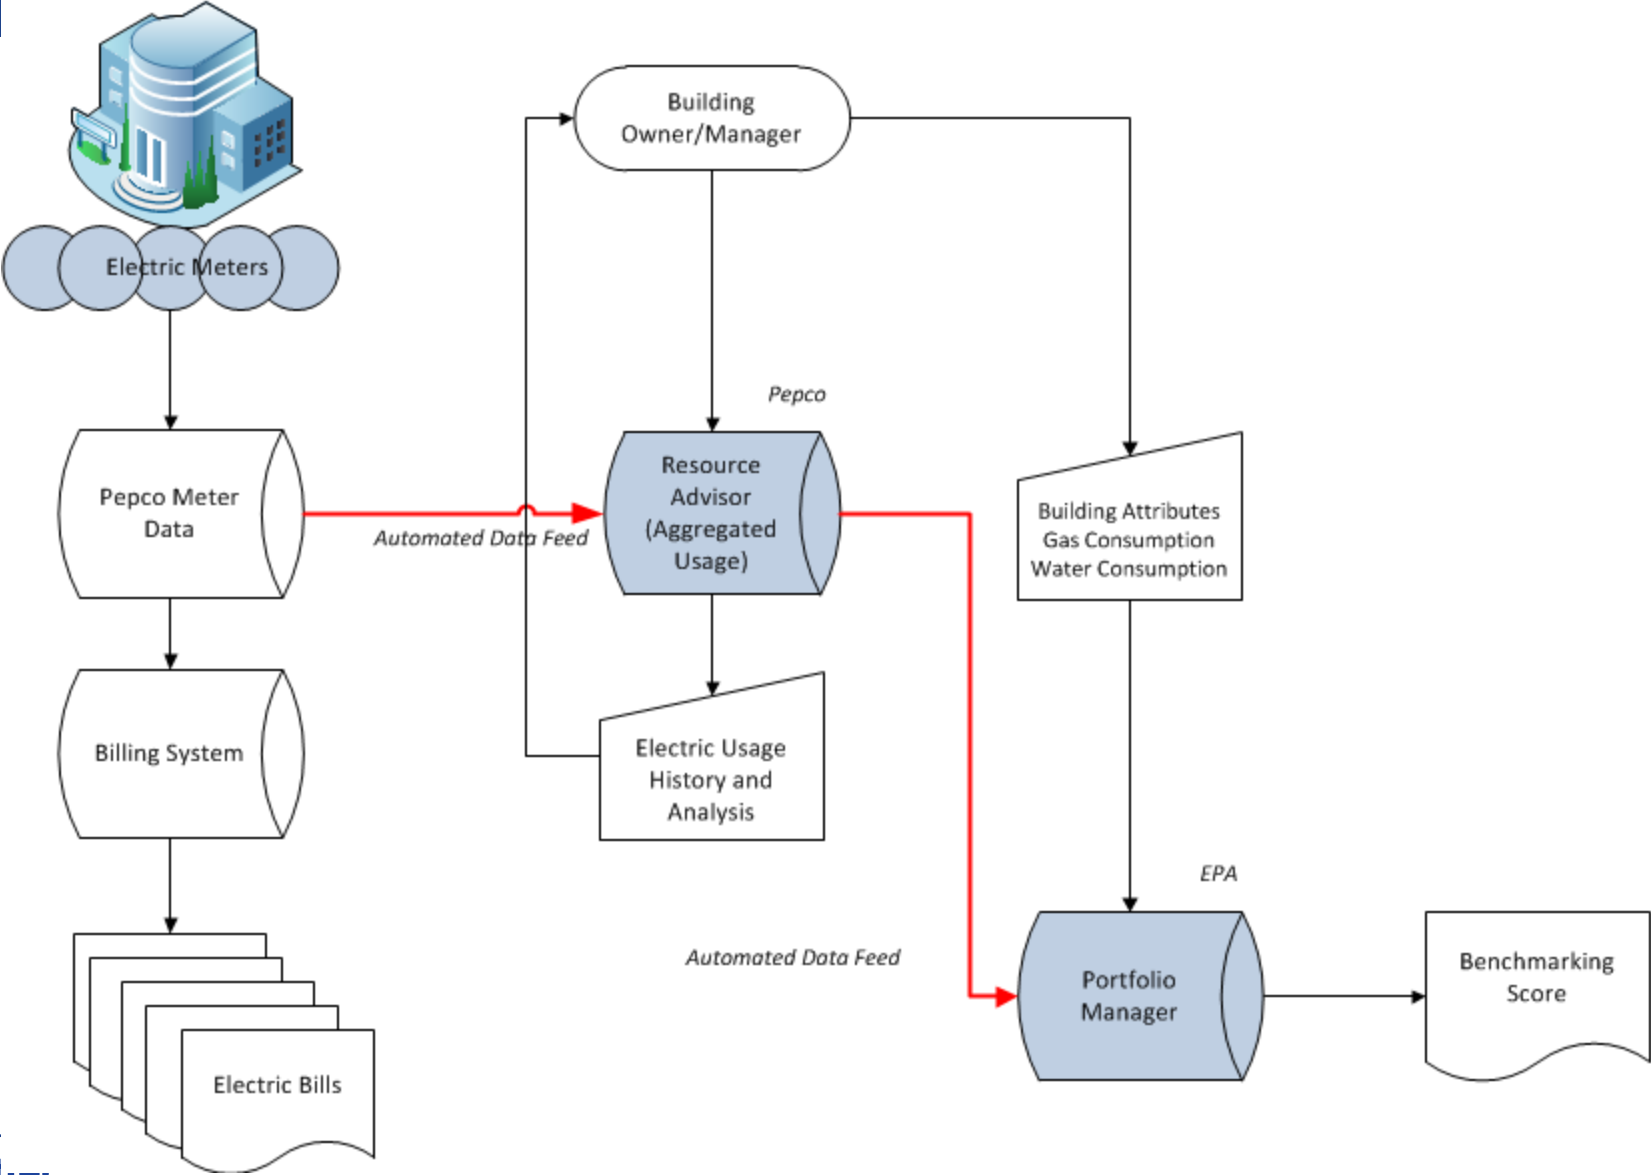 Building
Owner/Manager
Electric Meters
Pepco
Resource
Advisor
(Aggregated
Usage)
Pepco Meter
Data
Automated Data Feed
Building Attributes
Gas Consumption
Water Consumption
Billing System
Electric Usage
History and
Analysis
EPA
Automated Data Feed
Portfolio
Manager
Benchmarking
Score
Electric Bills